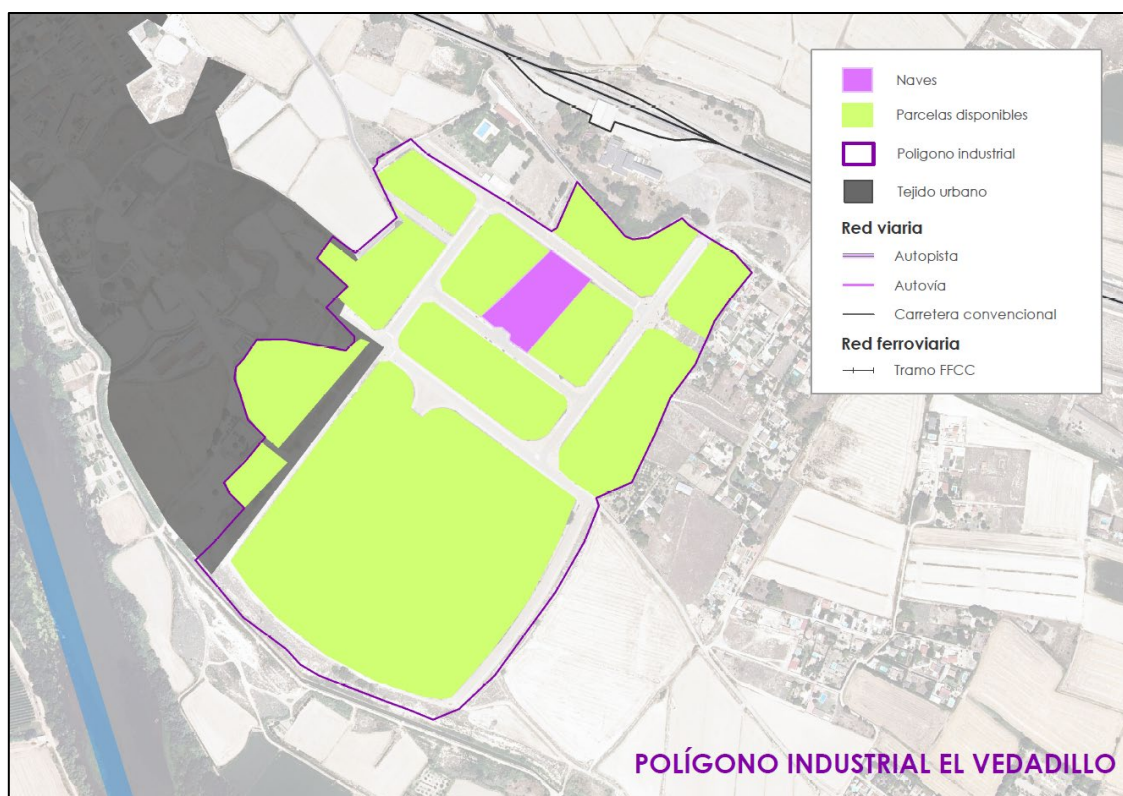 Naves
Parcelas disponibles
Poligono industrial
Tejido urbano
Red viaria
Autopista
Autovía
Carretera convencional
Red ferroviaria
Tramo FFCC
POLÍGONO INDUSTRIAL EL VEDADILLO